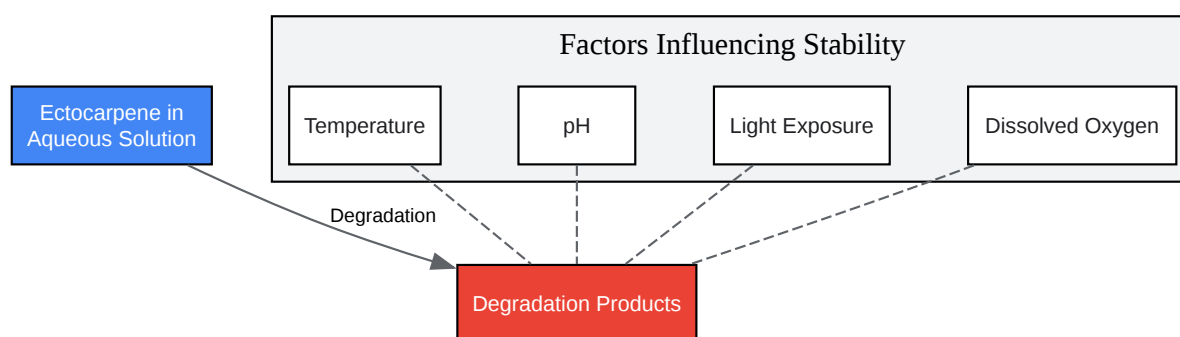 Factors Influencing Stability
Ectocarpene in
Aqueous Solution
Temperature
pH
Light Exposure
Dissolved Oxygen
Degradation
Degradation Products